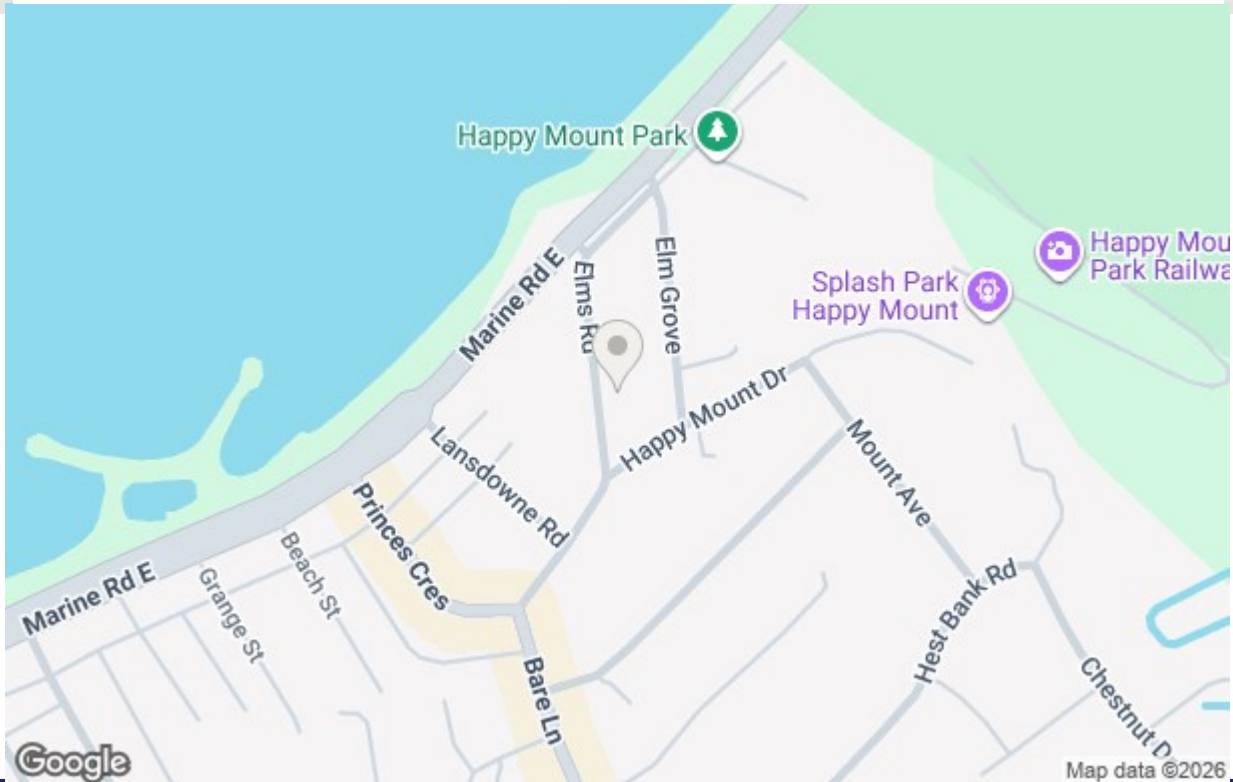 Happy Mount Park
Happy Mou
Park Railwa
Elm Grove
Splash Park
Happy Mount
Marine Rd E
Elms Rd
Happy Mount Dr
Mount Ave
Lansdowne Rd
Princes Cres
Beach St
Marine Rd E
Grange St
Hest Bank Rd
Bare Ln
Chestnut D
Google
Map data ©2026